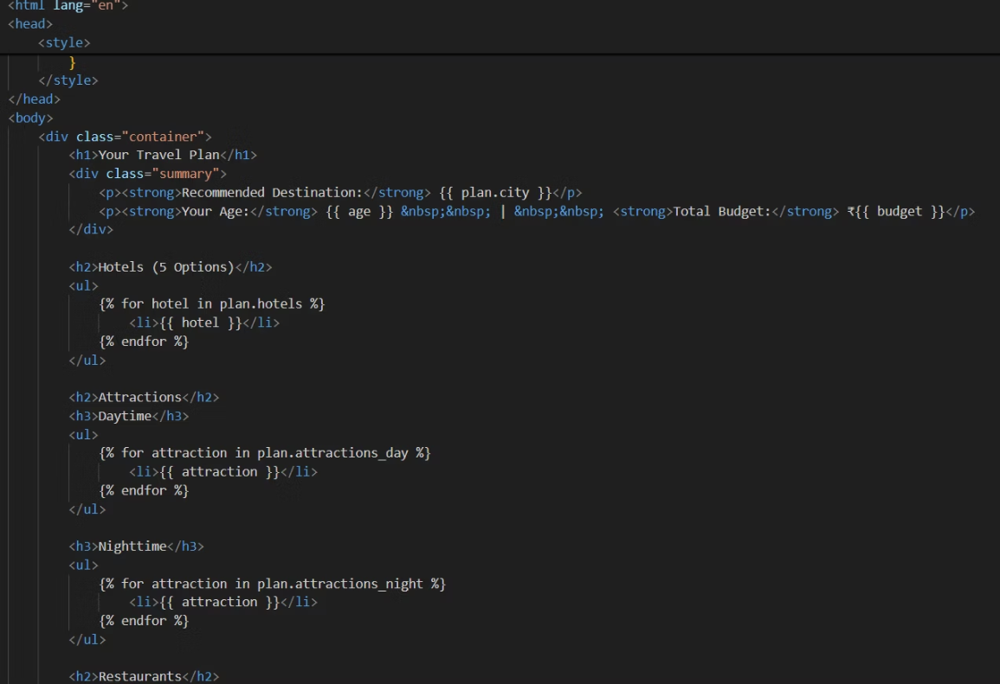 <html lang="en">
<head>
<style>
}
</style>
</head>
<body>
<div class="container">
<h1>Your Travel Plan</h1>
<div class="summary">
<p><strong>Recommended Destination:</strong> {{ plan.city }}</p>
<p><strong>Your Age:</strong> {{ age }} &nbsp;&nbsp; | &nbsp;&nbsp; <strong>Total Budget:</strong> ₹{{ budget }}</p>
</div>
<h2>Hotels (5 Options)</h2>
<ul>
{% for hotel in plan.hotels %}
<li>{{ hotel }}</li>
{% endfor %}
</ul>
<h2>Attractions</h2>
<h3>Daytime</h3>
<ul>
{% for attraction in plan.attractions_day %}
<li>{{ attraction }}</li>
{% endfor %}
</ul>
<h3>Nighttime</h3>
<ul>
{% for attraction in plan.attractions_night %}
<li>{{ attraction }}</li>
{% endfor %}
</ul>
<h2>Restaurants</h2>